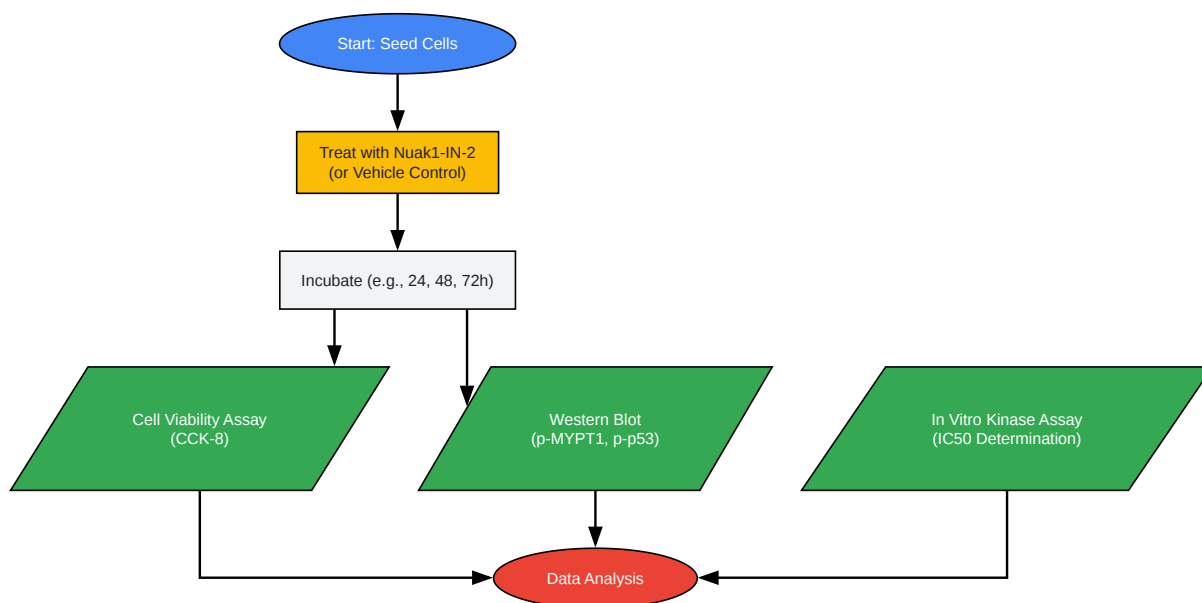 Start: Seed Cells
Treat with Nuak1-IN-2
(or Vehicle Control)
Incubate (e.g., 24, 48, 72h)
Cell Viability Assay
(CCK-8)
Western Blot
(p-MYPT1, p-p53)
In Vitro Kinase Assay
(IC50 Determination)
Data Analysis